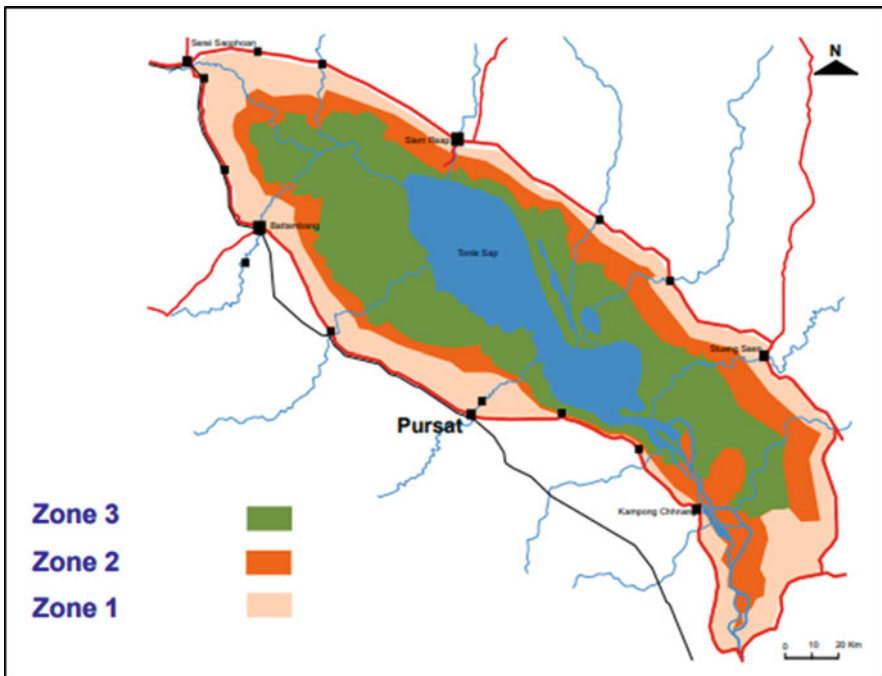 Serei Saophoan
N
Siem Reap
Battambang
Tonle Sap
Stueng Saen
Pursat
Kampong Chhnang
Zone 3
Zone 2
Zone 1
0 10 20 Km